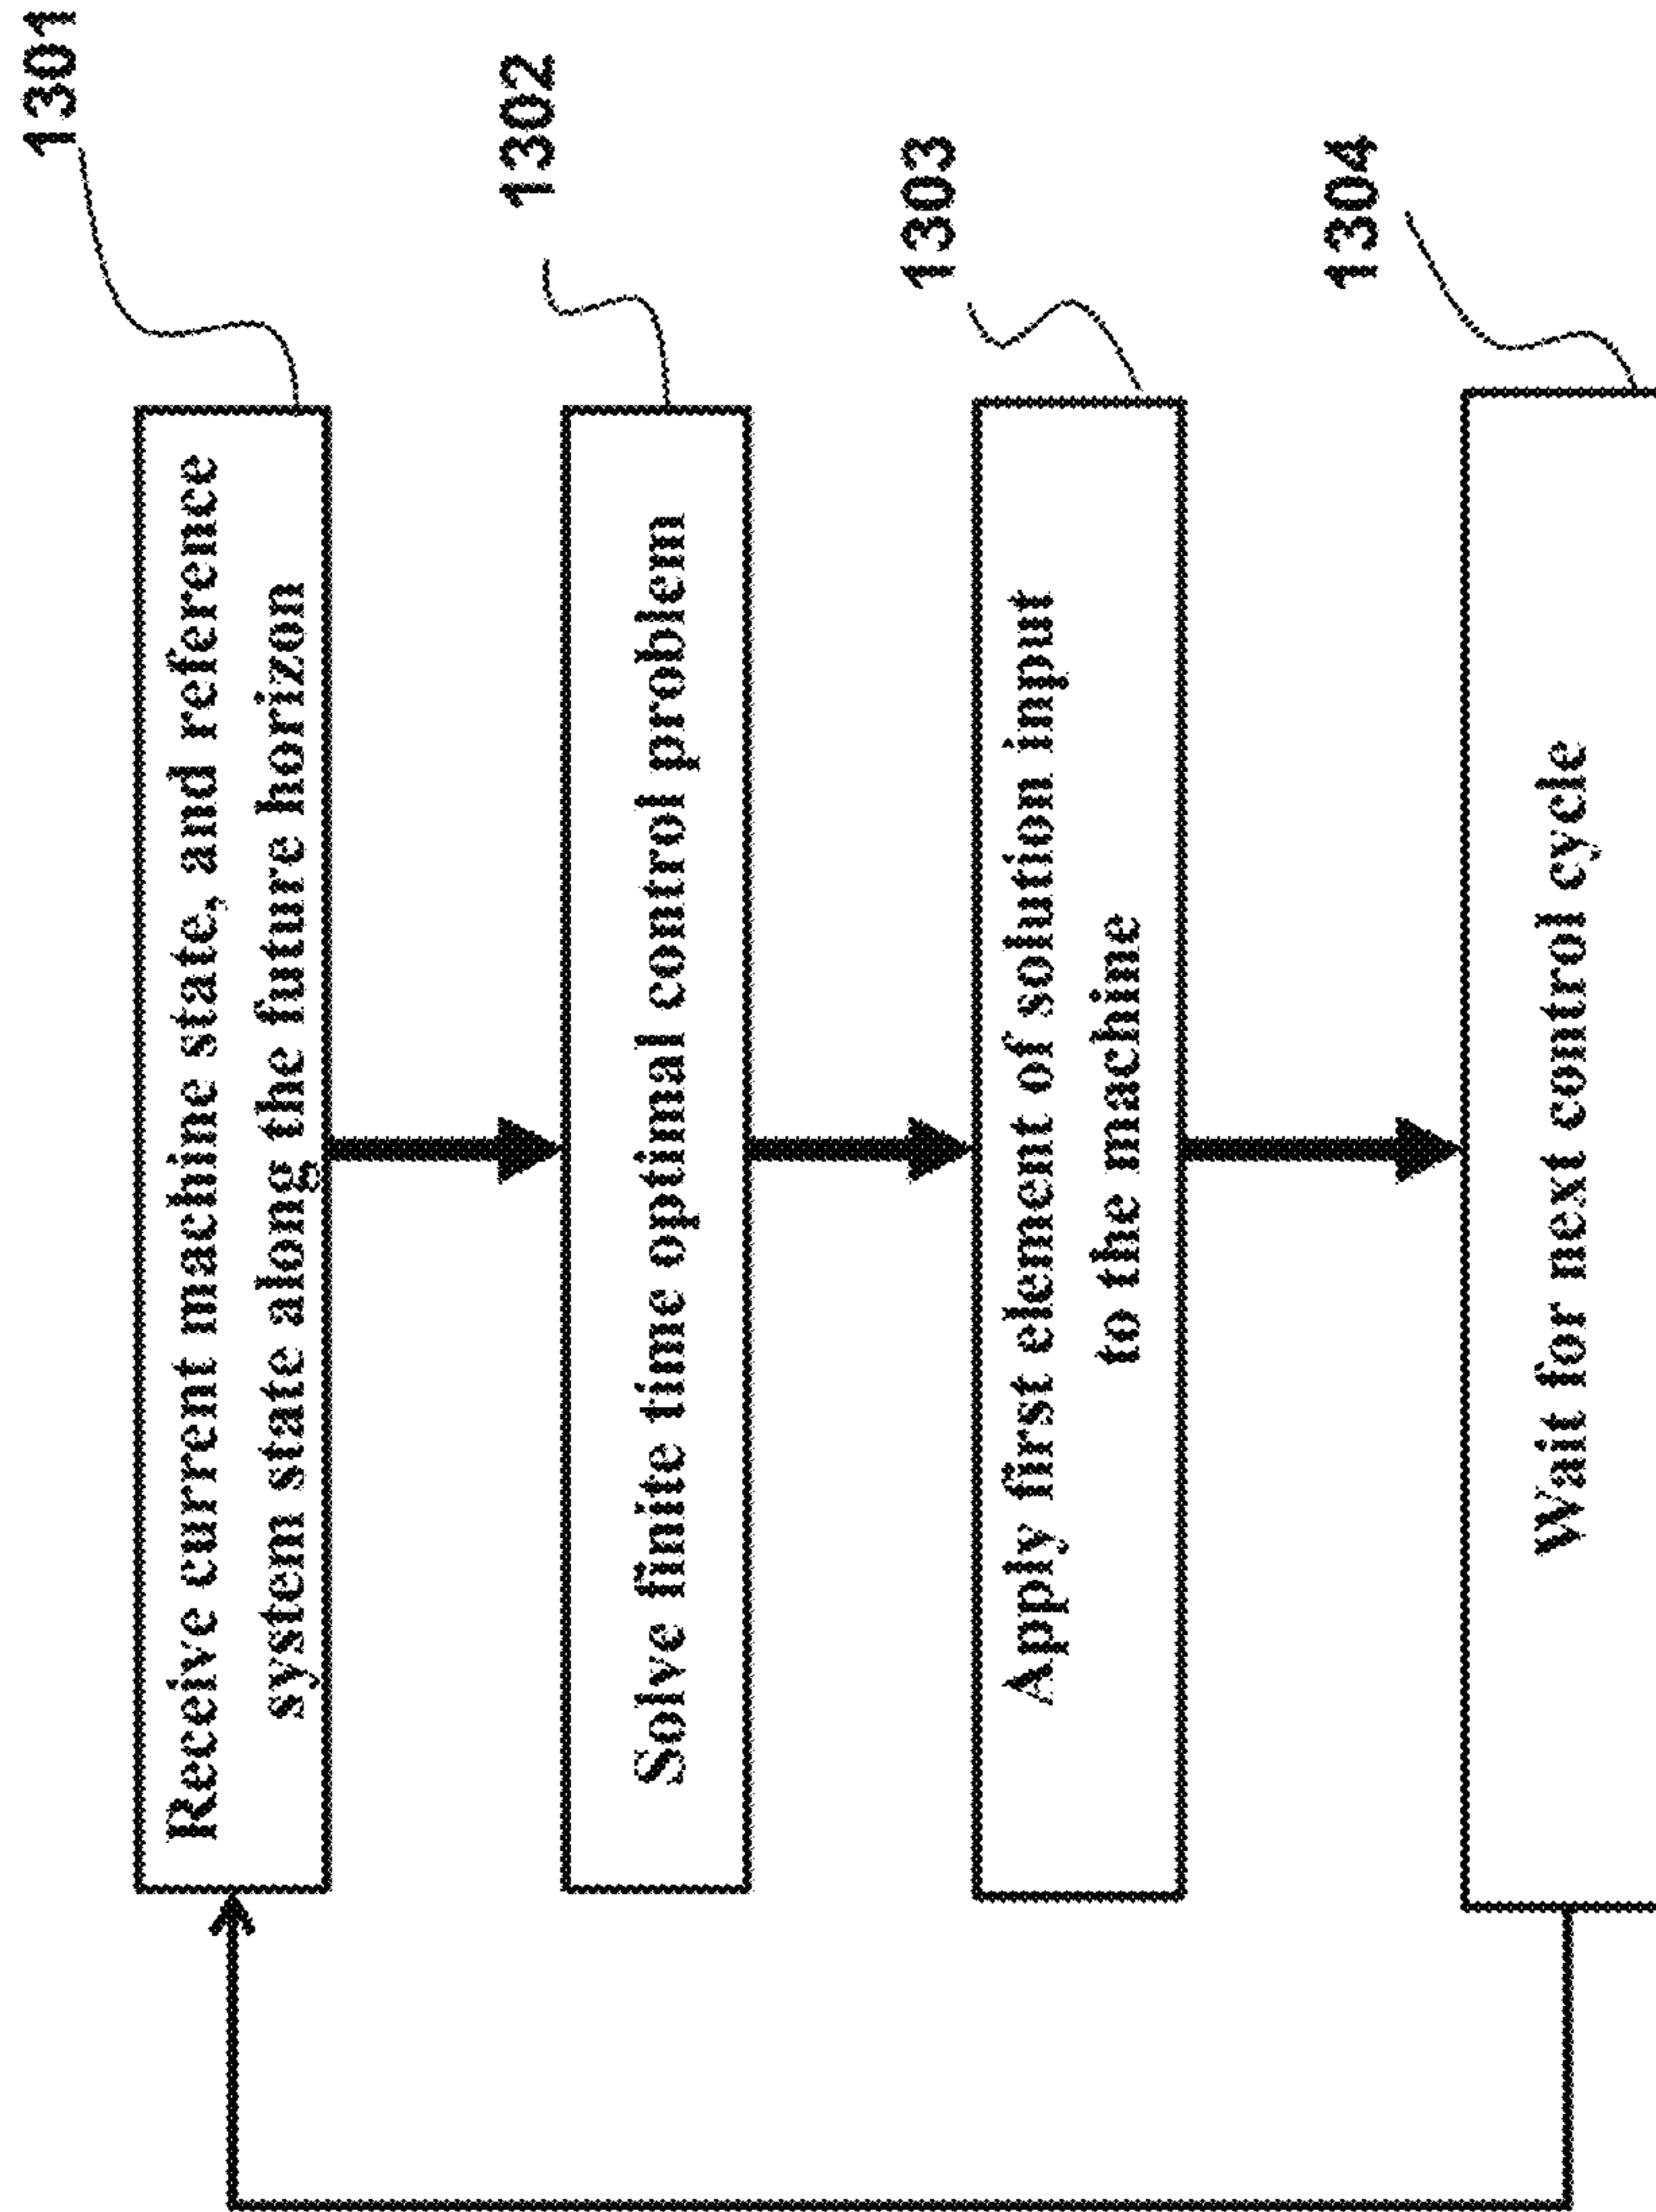 1301
Receive current machine state, and reference
system state along the future horizon
1302
Solve finite time optimal control problem
1303
Apply first element of solution input
to the machine
1304
Wait for next control cycle